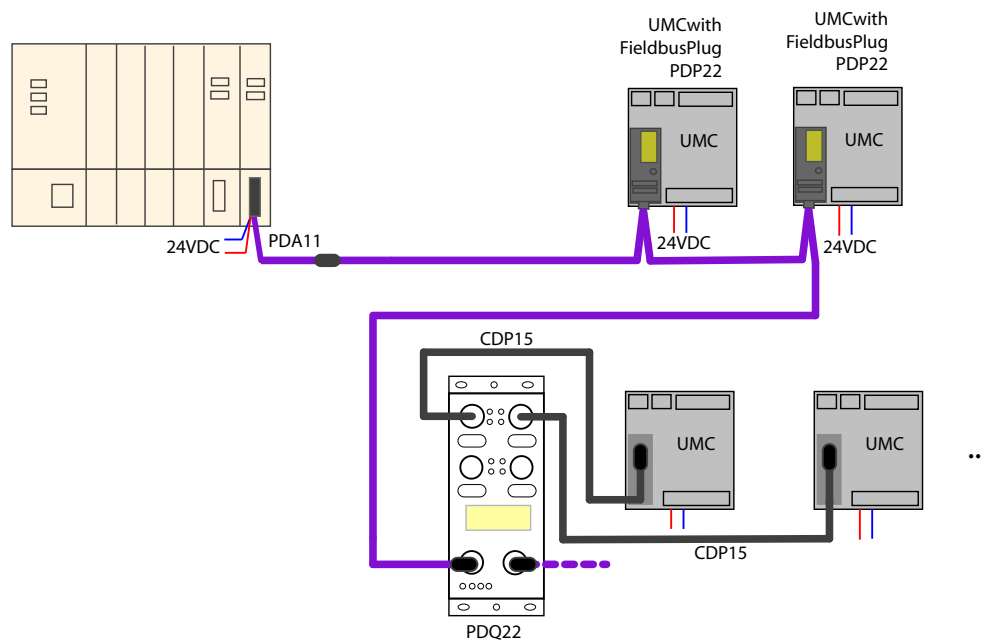 UMCwith
FieldbusPlug
PDP22
UMCwith
FieldbusPlug
PDP22
UMC
UMC
24VDC
PDA11
24VDC
24VDC
CDP15
UMC
UMC
..
CDP15
PDQ22